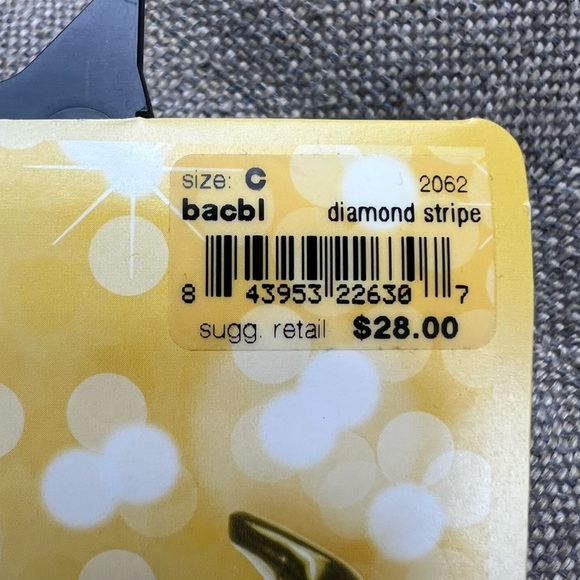 size: C 2062
bacbl diamond stripe
8 43953 22630 7
sugg. retail $28.00